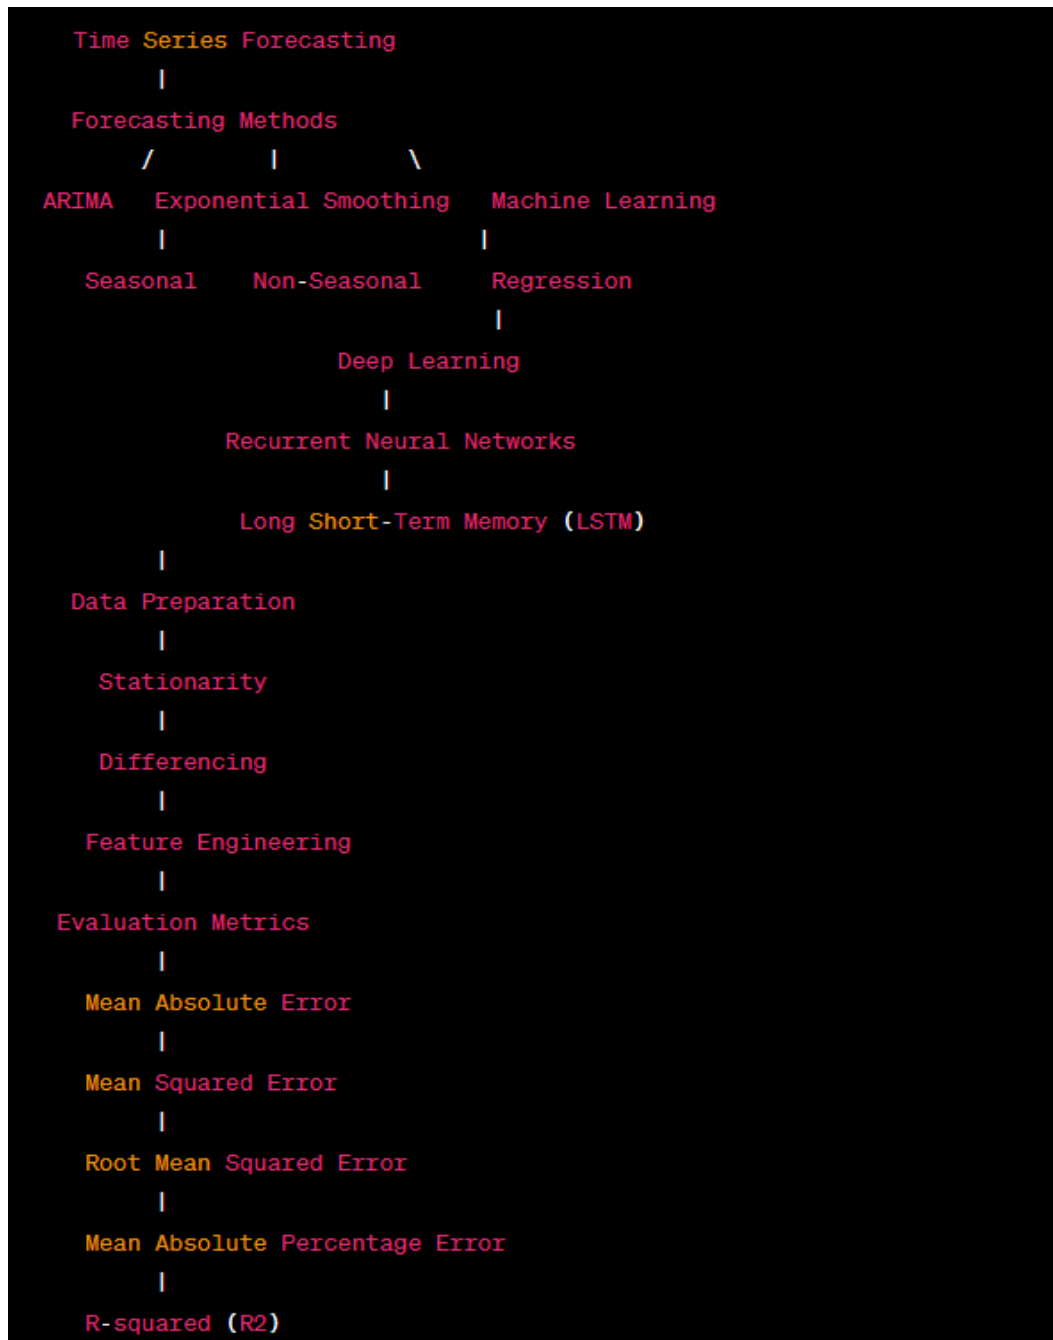 Time Series Forecasting
|
Forecasting Methods
/ | \
ARIMA Exponential Smoothing Machine Learning
| |
Seasonal Non-Seasonal Regression
|
Deep Learning
|
Recurrent Neural Networks
|
Long Short-Term Memory (LSTM)
|
Data Preparation
|
Stationarity
|
Differencing
|
Feature Engineering
|
Evaluation Metrics
|
Mean Absolute Error
|
Mean Squared Error
|
Root Mean Squared Error
|
Mean Absolute Percentage Error
|
R-squared (R2)